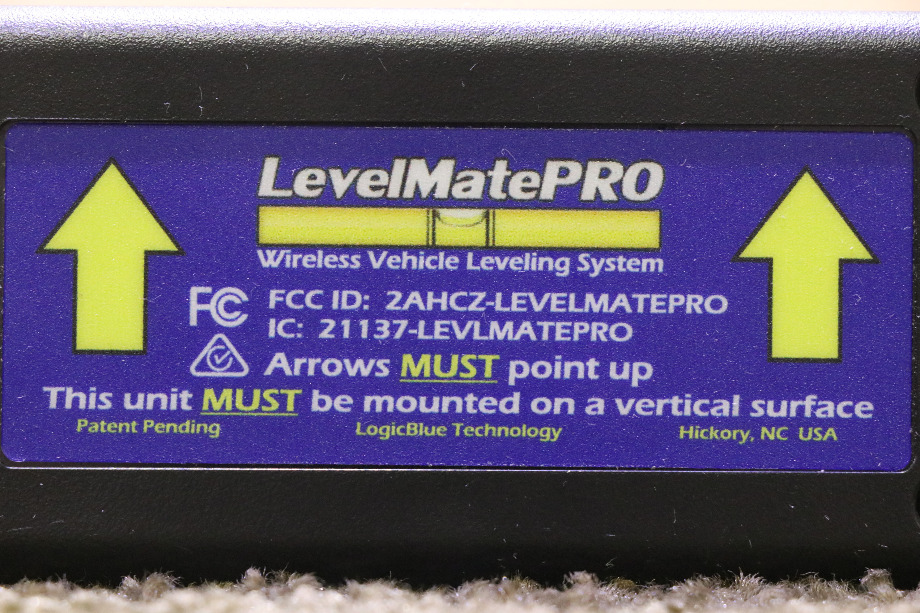 LevelMatePRO
Wireless Vehicle Leveling System
FC FCC ID: 2AHCZ-LEVELMATEPRO
IC: 21137-LEVLMATEPRO
Arrows MUST point up
This unit MUST be mounted on a vertical surface
Patent Pending LogicBlue Technology Hickory, NC USA